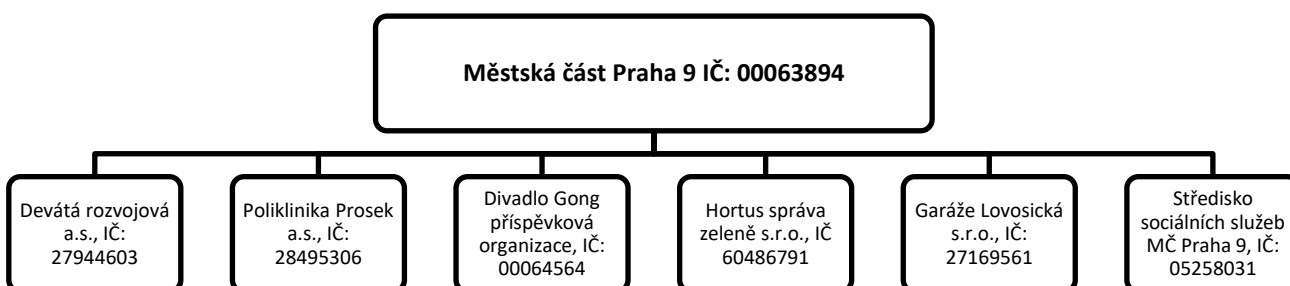 Městská část Praha 9 IČ: 00063894
Devátá rozvojová
a.s., IČ:
27944603
Poliklinika Prosek
a.s., IČ:
28495306
Divadlo Gong
příspěvková
organizace, IČ:
00064564
Hortus správa
zeleně s.r.o., IČ
60486791
Garáže Lovosická
s.r.o., IČ:
27169561
Středisko
sociálních služeb
MČ Praha 9, IČ:
05258031